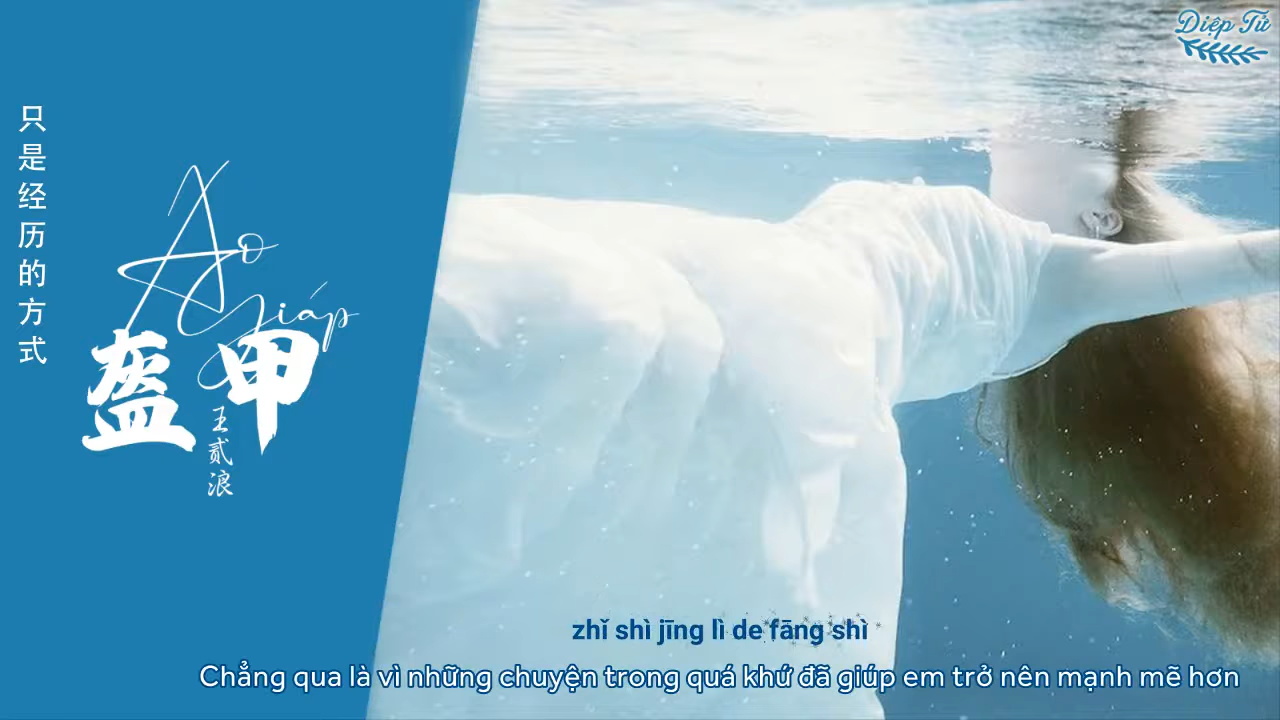 Diệp Tử
只是经历的方式
Áo
Giáp
盔甲
王贰浪
zhǐ shì jīng lì de fāng shì
Chẳng qua là vì những chuyện trong quá khứ đã giúp em trở nên mạnh mẽ hơn